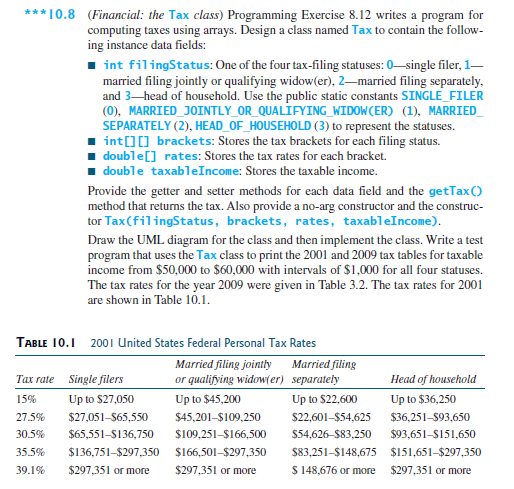 ***10.8 (Financial: the Tax class) Programming Exercise 8.12 writes a program for
computing taxes using arrays. Design a class named Tax to contain the follow-
ing instance data fields:
■ int filingStatus: One of the four tax-filing statuses: 0—single filer, 1—
married filing jointly or qualifying widow(er), 2—married filing separately,
and 3—head of household. Use the public static constants SINGLE_FILER
(0), MARRIED_JOINTLY_OR_QUALIFYING_WIDOW(ER) (1), MARRIED_
SEPARATELY (2), HEAD_OF_HOUSEHOLD (3) to represent the statuses.
■ int[][] brackets: Stores the tax brackets for each filing status.
■ double[] rates: Stores the tax rates for each bracket.
■ double taxableIncome: Stores the taxable income.
Provide the getter and setter methods for each data field and the getTax()
method that returns the tax. Also provide a no-arg constructor and the construc-
tor Tax(filingStatus, brackets, rates, taxableIncome).
Draw the UML diagram for the class and then implement the class. Write a test
program that uses the Tax class to print the 2001 and 2009 tax tables for taxable
income from $50,000 to $60,000 with intervals of $1,000 for all four statuses.
The tax rates for the year 2009 were given in Table 3.2. The tax rates for 2001
are shown in Table 10.1.
TABLE 10.1 2001 United States Federal Personal Tax Rates
Married filing jointly Married filing
Tax rate Single filers or qualifying widow(er) separately Head of household
15% Up to $27,050 Up to $45,200 Up to $22,600 Up to $36,250
27.5% $27,051–$65,550 $45,201–$109,250 $22,601–$54,625 $36,251–$93,650
30.5% $65,551–$136,750 $109,251–$166,500 $54,626–$83,250 $93,651–$151,650
35.5% $136,751–$297,350 $166,501–$297,350 $83,251–$148,675 $151,651–$297,350
39.1% $297,351 or more $297,351 or more $ 148,676 or more $297,351 or more